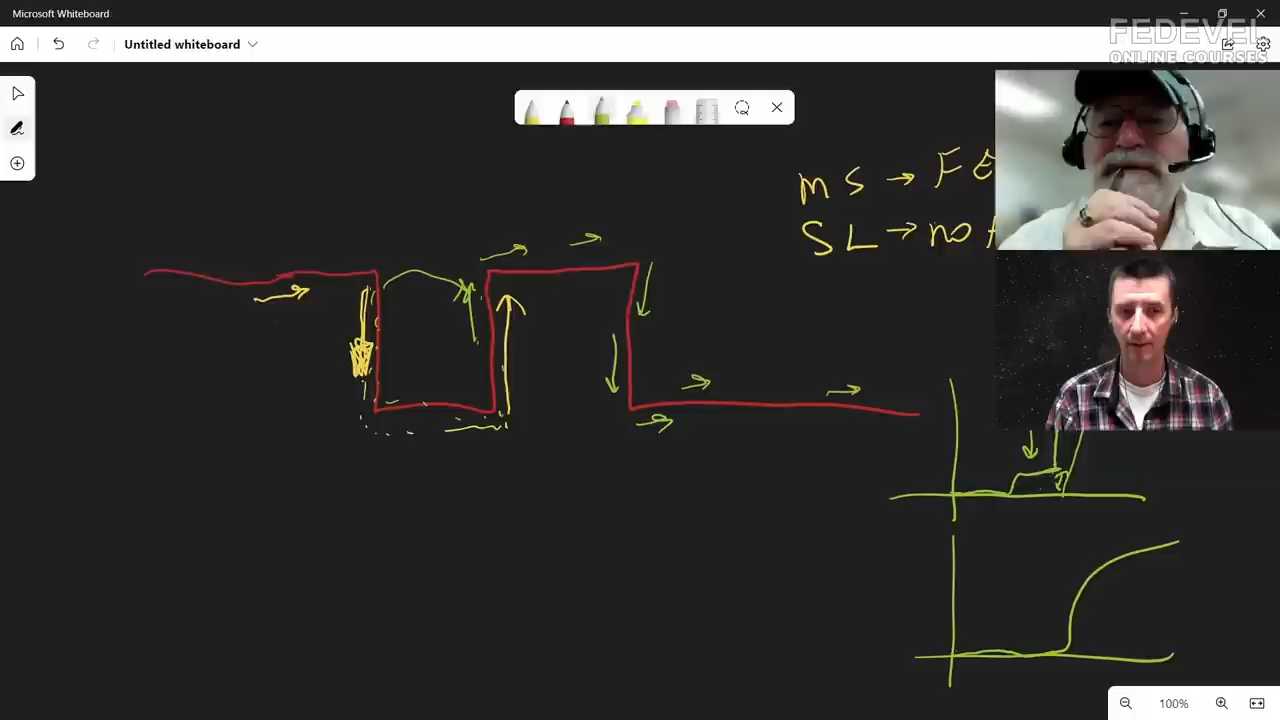 Microsoft Whiteboard
Untitled whiteboard
FEDEVEL
ONLINE COURSES
MS → FE
SL → no
100%